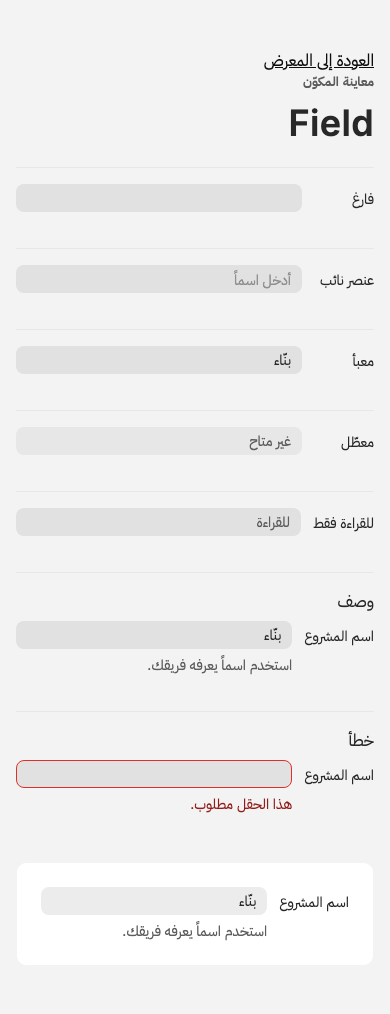 العودة إلى المعرض
معاينة المكوّن
Field
فارغ
عنصر نائب
أدخل اسماً
معبأ
بنّاء
معطّل
غير متاح
للقراءة فقط
للقراءة
وصف
اسم المشروع
بنّاء
استخدم اسماً يعرفه فريقك.
خطأ
اسم المشروع
هذا الحقل مطلوب.
اسم المشروع
بنّاء
استخدم اسماً يعرفه فريقك.